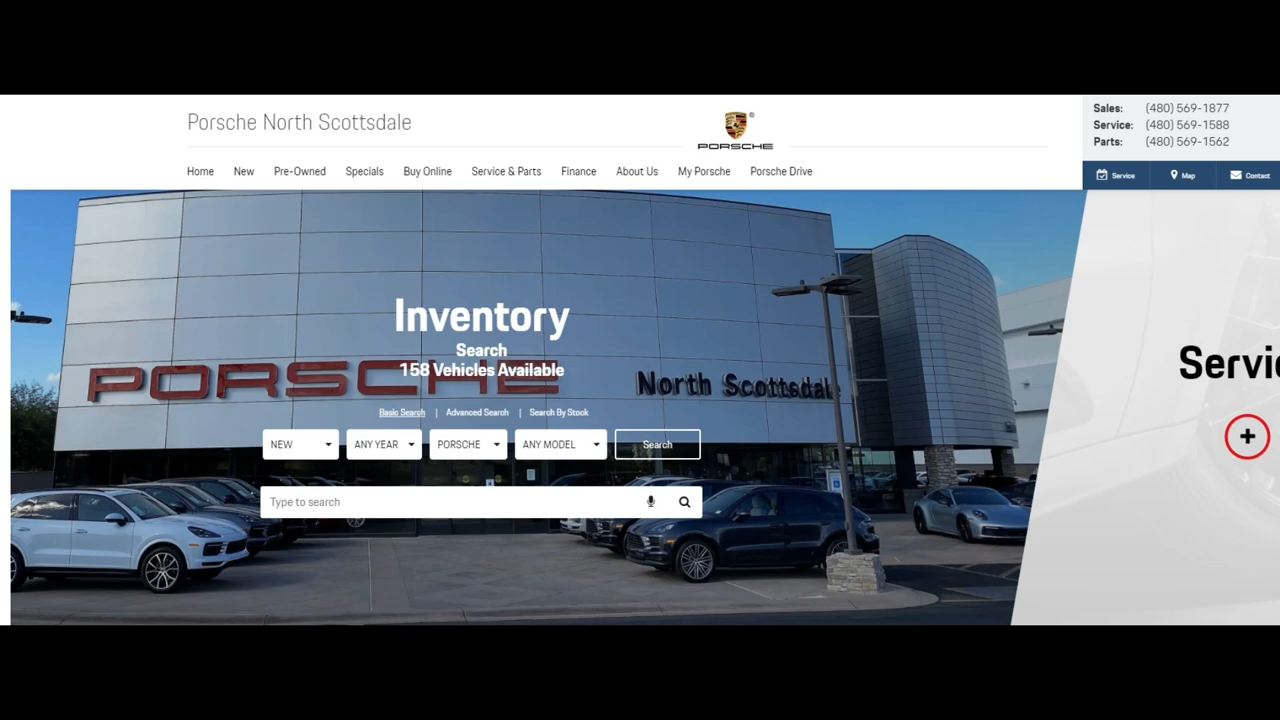 Porsche North Scottsdale
PORSCHE
Sales: (480) 569-1877
Service: (480) 569-1588
Parts: (480) 569-1562
Home New Pre-Owned Specials Buy Online Service & Parts Finance About Us My Porsche Porsche Drive
Service Map Contact
Inventory
Search
158 Vehicles Available
PORSCHE
North Scottsdale
Basic Search | Advanced Search | Search By Stock
NEW ANY YEAR PORSCHE ANY MODEL Search
Type to search
Servic